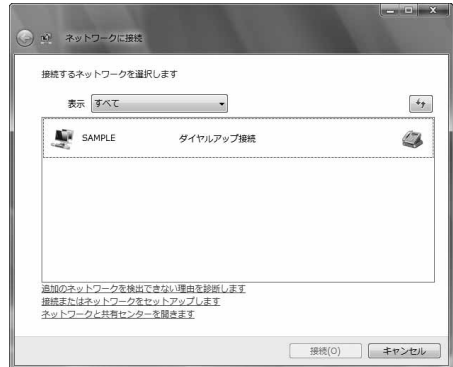 ネットワークに接続
接続するネットワークを選択します
表示 すべて
SAMPLE ダイヤルアップ接続
追加のネットワークを検出できない理由を診断します
接続またはネットワークをセットアップします
ネットワークと共有センターを開きます
接続(O) キャンセル